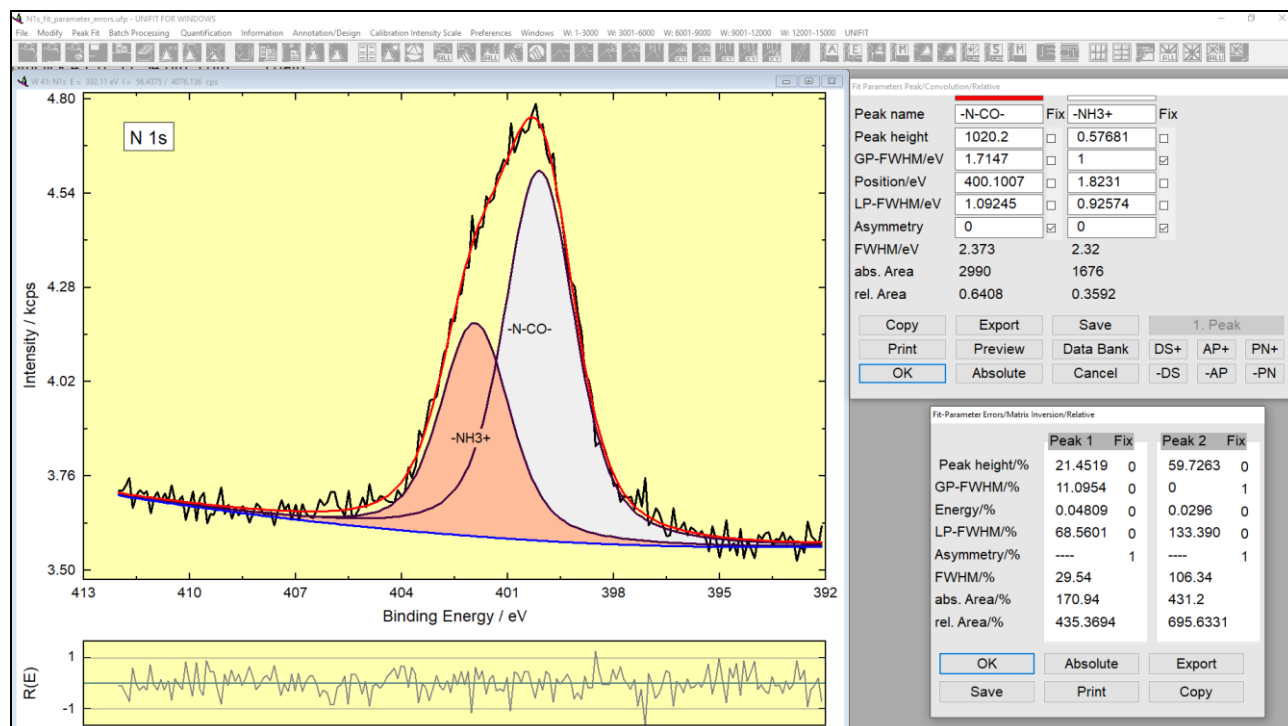 N1s_fit_parameter_errors.ufp - UNIFIT FOR WINDOWS
File Modify Peak Fit Batch Processing Quantification Information Annotation/Design Calibration Intensity Scale Preferences Windows W: 1-3000 W: 3001-6000 W: 6001-9000 W: 9001-12000 W: 12001-15000 UNIFIT
W 41: N1s E = 392.11 eV I = 56.4375 / 4076.136 cps
N 1s
4.80
4.54
4.28
4.02
3.76
3.50
Intensity / kcps
-N-CO-
-NH3+
413 410 407 404 401 398 395 392
Binding Energy / eV
R(E)
1
-1
Fit Parameters Peak/Convolution/Relative
Peak name -N-CO- Fix -NH3+ Fix
Peak height 1020.2 0.57681
GP-FWHM/eV 1.7147 1
Position/eV 400.1007 1.8231
LP-FWHM/eV 1.09245 0.92574
Asymmetry 0 0
FWHM/eV 2.373 2.32
abs. Area 2990 1676
rel. Area 0.6408 0.3592
Copy Export Save 1. Peak
Print Preview Data Bank DS+ AP+ PN+
OK Absolute Cancel -DS -AP -PN
Fit-Parameter Errors/Matrix Inversion/Relative
Peak 1 Fix Peak 2 Fix
Peak height/% 21.4519 0 59.7263 0
GP-FWHM/% 11.0954 0 0 1
Energy/% 0.04809 0 0.0296 0
LP-FWHM/% 68.5601 0 133.390 0
Asymmetry/% ---- 1 ---- 1
FWHM/% 29.54 106.34
abs. Area/% 170.94 431.2
rel. Area/% 435.3694 695.6331
OK Absolute Export
Save Print Copy